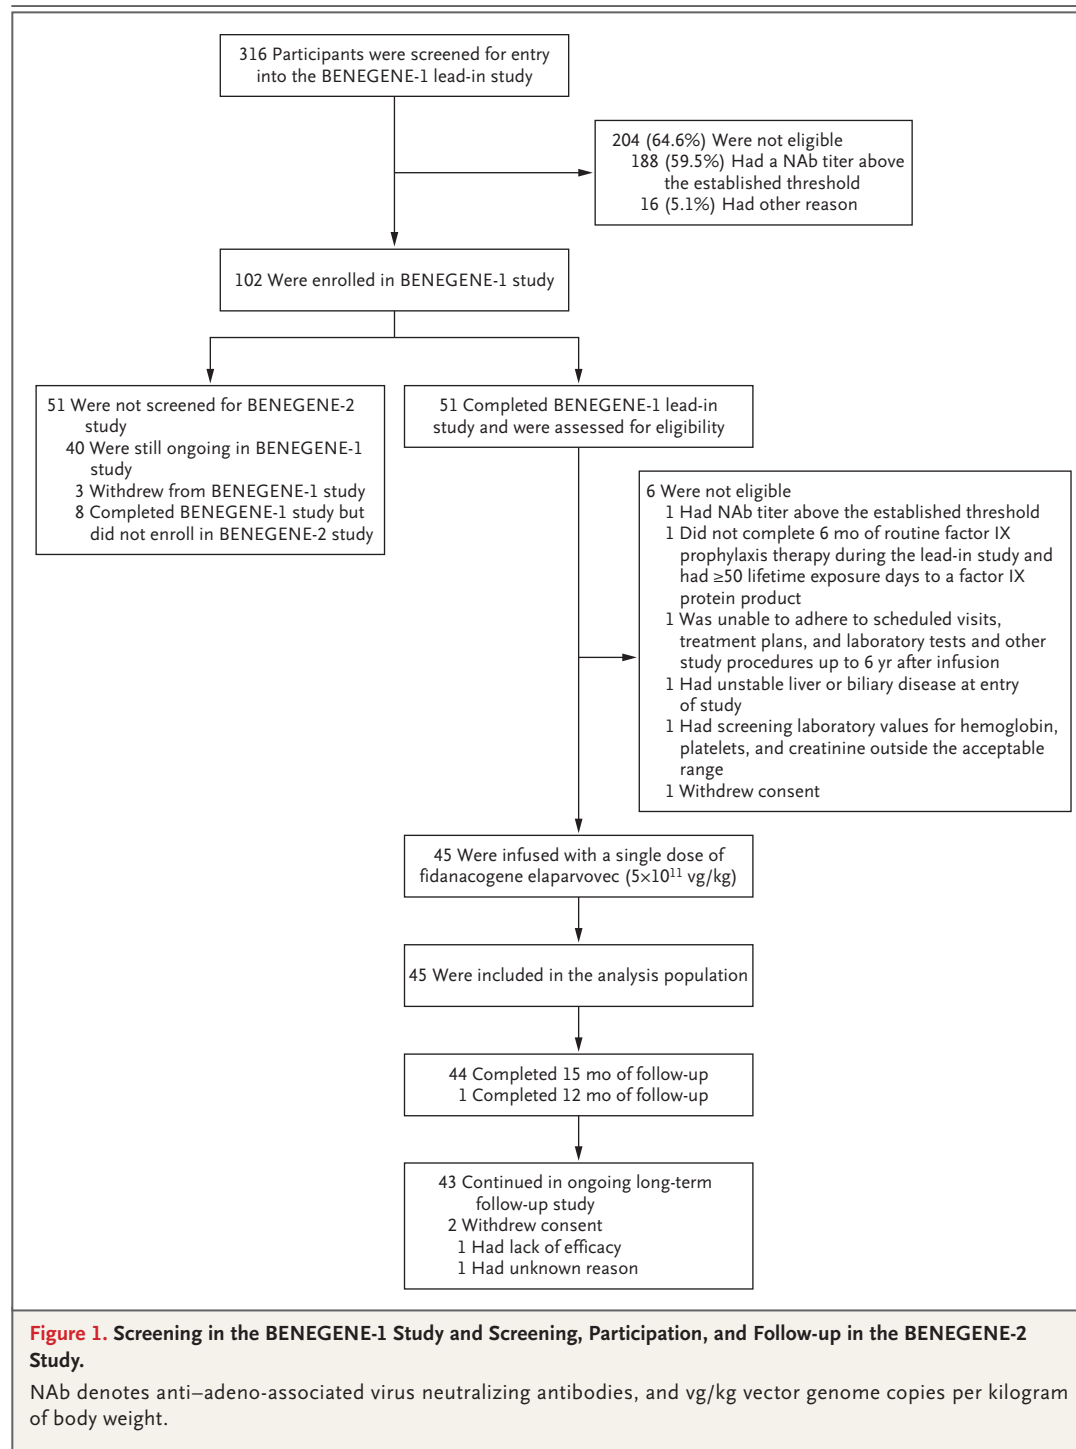 316 Participants were screened for entry
into the BENEGENE-1 lead-in study
204 (64.6%) Were not eligible
188 (59.5%) Had a NAb titer above
the established threshold
16 (5.1%) Had other reason
102 Were enrolled in BENEGENE-1 study
51 Were not screened for BENEGENE-2
study
40 Were still ongoing in BENEGENE-1
study
3 Withdrew from BENEGENE-1 study
8 Completed BENEGENE-1 study but
did not enroll in BENEGENE-2 study
51 Completed BENEGENE-1 lead-in
study and were assessed for eligibility
6 Were not eligible
1 Had NAb titer above the established threshold
1 Did not complete 6 mo of routine factor IX
prophylaxis therapy during the lead-in study and
had ≥50 lifetime exposure days to a factor IX
protein product
1 Was unable to adhere to scheduled visits,
treatment plans, and laboratory tests and other
study procedures up to 6 yr after infusion
1 Had unstable liver or biliary disease at entry
of study
1 Had screening laboratory values for hemoglobin,
platelets, and creatinine outside the acceptable
range
1 Withdrew consent
45 Were infused with a single dose of
fidanacogene elaparvovec (5×10¹¹ vg/kg)
45 Were included in the analysis population
44 Completed 15 mo of follow-up
1 Completed 12 mo of follow-up
43 Continued in ongoing long-term
follow-up study
2 Withdrew consent
1 Had lack of efficacy
1 Had unknown reason
Figure 1. Screening in the BENEGENE-1 Study and Screening, Participation, and Follow-up in the BENEGENE-2
Study.
NAb denotes anti–adeno-associated virus neutralizing antibodies, and vg/kg vector genome copies per kilogram
of body weight.